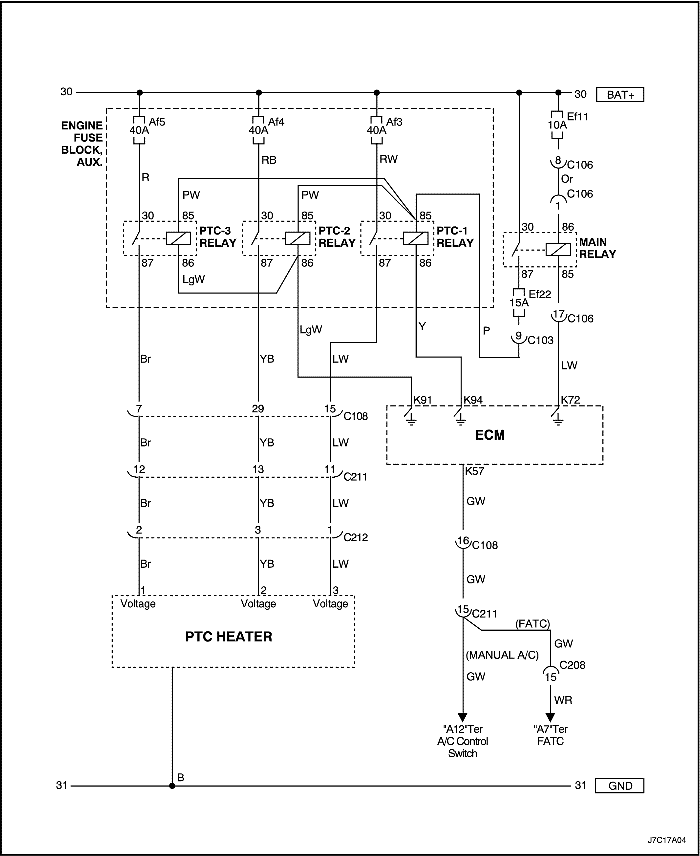 30 30 BAT+
ENGINE
FUSE
BLOCK,
AUX.
Af5
40A
Af4
40A
Af3
40A
Ef11
10A
8 C106
Or
C106
1
R RB RW
PW PW
30 85 30 85 30 85 30 86
PTC-3
RELAY
PTC-2
RELAY
PTC-1
RELAY
MAIN
RELAY
87 86 87 86 87 86 87 85
LgW
Ef22
15A
17 C106
9 C103
LgW Y P
Br YB LW LW
K91 K94 K72
7 29 15 C108
ECM
Br YB LW
K57
12 13 11 C211
Br YB LW GW
2 3 1 C212
16 C108
Br YB LW GW
1 2 3
Voltage Voltage Voltage
PTC HEATER
15 C211
(FATC)
GW
(MANUAL A/C)
C208
15
GW
WR
"A12"Ter
A/C Control
Switch
"A7"Ter
FATC
B
31 31 GND
J7C17A04